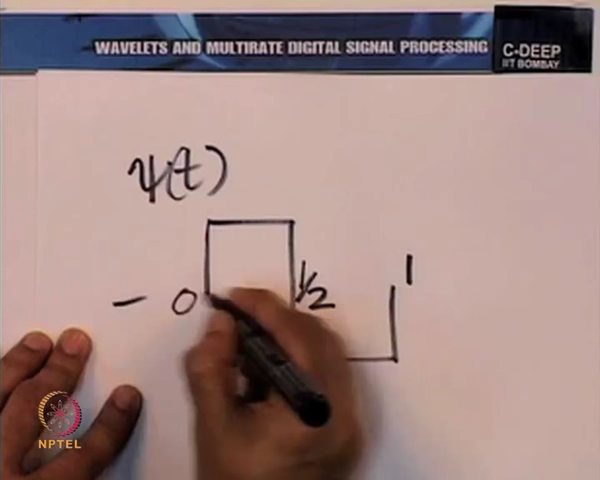 WAVELETS AND MULTIRATE DIGITAL SIGNAL PROCESSING
C-DEEP
IIT BOMBAY
ψ(t)
0
1/2
1
NPTEL